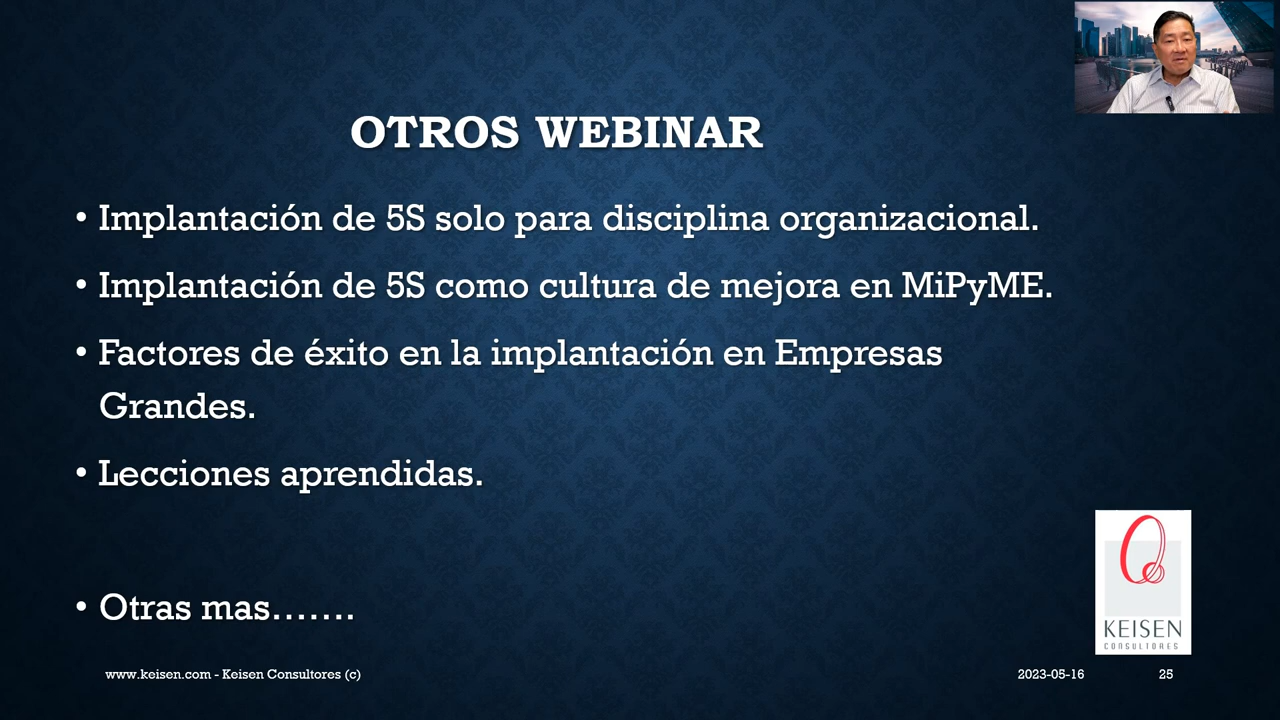 OTROS WEBINAR
• Implantación de 5S solo para disciplina organizacional.
• Implantación de 5S como cultura de mejora en MiPyME.
• Factores de éxito en la implantación en Empresas
Grandes.
• Lecciones aprendidas.
• Otras mas.......
KEISEN
CONSULTORES
www.keisen.com - Keisen Consultores (c)
2023-05-16
25